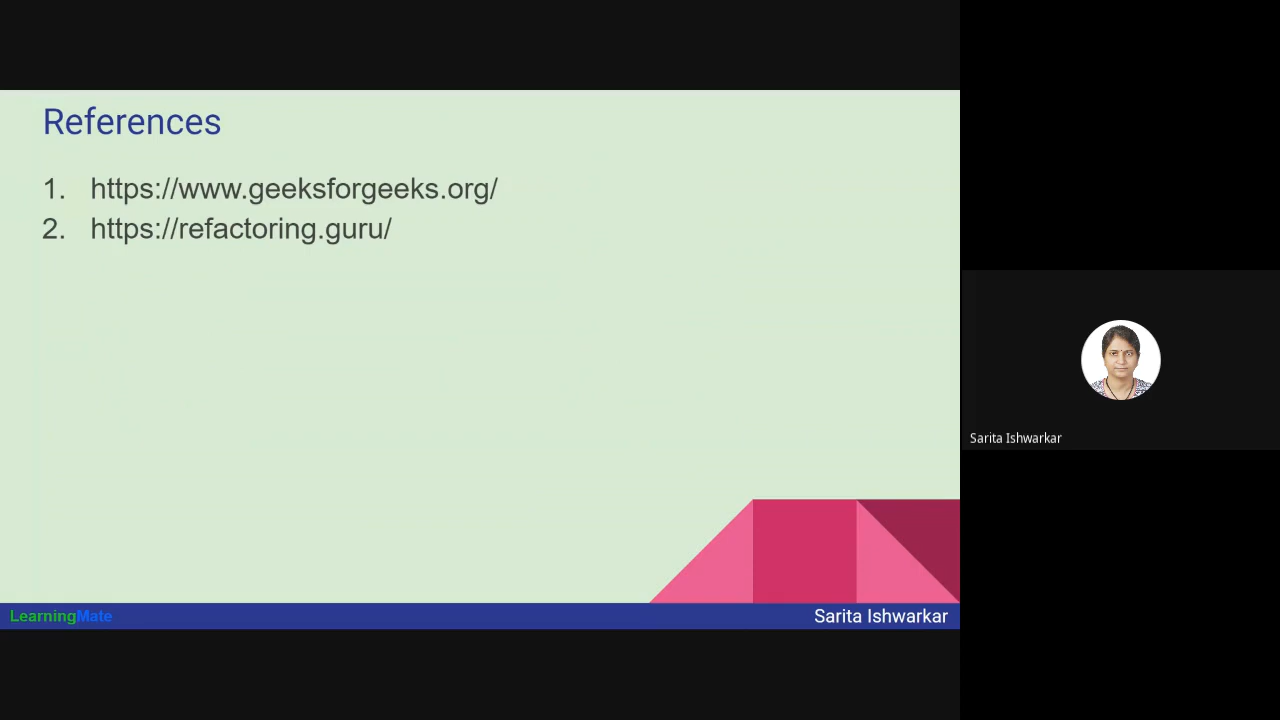 References
1. https://www.geeksforgeeks.org/
2. https://refactoring.guru/
Sarita Ishwarkar
LearningMate
Sarita Ishwarkar